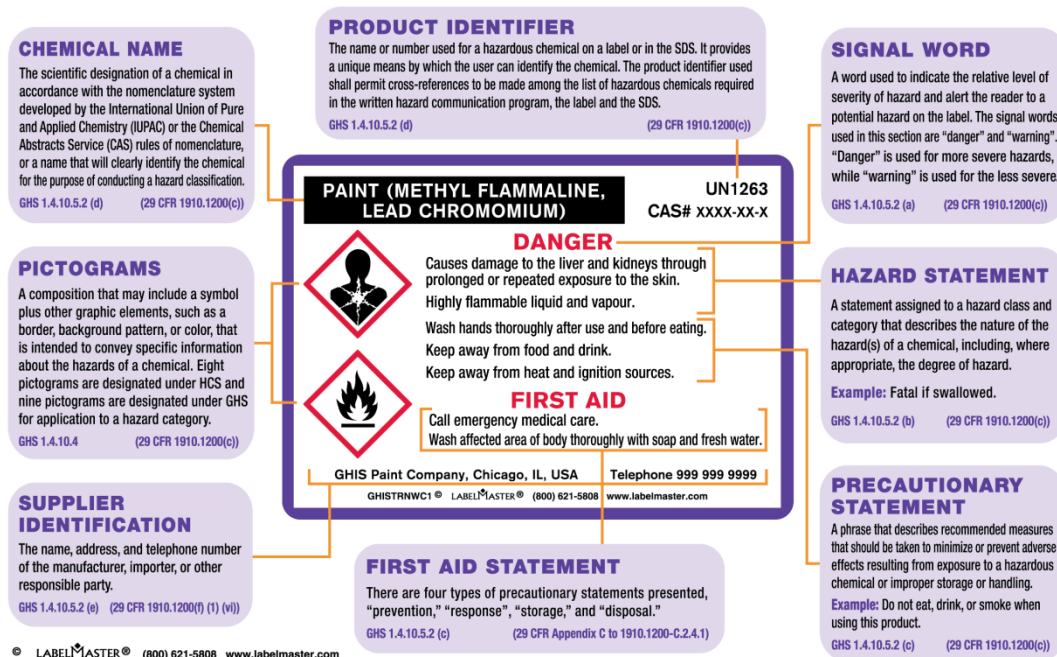 CHEMICAL NAME
The scientific designation of a chemical in
accordance with the nomenclature system
developed by the International Union of Pure
and Applied Chemistry (IUPAC) or the Chemical
Abstracts Service (CAS) rules of nomenclature,
or a name that will clearly identify the chemical
for the purpose of conducting a hazard classification.
GHS 1.4.10.5.2 (d) (29 CFR 1910.1200(c))
PICTOGRAMS
A composition that may include a symbol
plus other graphic elements, such as a
border, background pattern, or color, that
is intended to convey specific information
about the hazards of a chemical. Eight
pictograms are designated under HCS and
nine pictograms are designated under GHS
for application to a hazard category.
GHS 1.4.10.4 (29 CFR 1910.1200(c))
SUPPLIER
IDENTIFICATION
The name, address, and telephone number
of the manufacturer, importer, or other
responsible party.
GHS 1.4.10.5.2 (e) (29 CFR 1910.1200(f) (1) (vi))
© LABELMASTER® (800) 621-5808 www.labelmaster.com
PRODUCT IDENTIFIER
The name or number used for a hazardous chemical on a label or in the SDS. It provides
a unique means by which the user can identify the chemical. The product identifier used
shall permit cross-references to be made among the list of hazardous chemicals required
in the written hazard communication program, the label and the SDS.
GHS 1.4.10.5.2 (d) (29 CFR 1910.1200(c))
PAINT (METHYL FLAMMALINE,
LEAD CHROMOMIUM)
UN1263
CAS# xxxx-xx-x
DANGER
Causes damage to the liver and kidneys through
prolonged or repeated exposure to the skin.
Highly flammable liquid and vapour.
Wash hands thoroughly after use and before eating.
Keep away from food and drink.
Keep away from heat and ignition sources.
FIRST AID
Call emergency medical care.
Wash affected area of body thoroughly with soap and fresh water.
GHIS Paint Company, Chicago, IL, USA Telephone 999 999 9999
GHISTRNWC1 © LABELMASTER® (800) 621-5808 www.labelmaster.com
FIRST AID STATEMENT
There are four types of precautionary statements presented,
“prevention,” “response”, “storage,” and “disposal.”
GHS 1.4.10.5.2 (c) (29 CFR Appendix C to 1910.1200-C.2.4.1)
SIGNAL WORD
A word used to indicate the relative level of
severity of hazard and alert the reader to a
potential hazard on the label. The signal words
used in this section are “danger” and “warning”.
“Danger” is used for more severe hazards,
while “warning” is used for the less severe.
GHS 1.4.10.5.2 (a) (29 CFR 1910.1200(c))
HAZARD STATEMENT
A statement assigned to a hazard class and
category that describes the nature of the
hazard(s) of a chemical, including, where
appropriate, the degree of hazard.
Example: Fatal if swallowed.
GHS 1.4.10.5.2 (b) (29 CFR 1910.1200(c))
PRECAUTIONARY
STATEMENT
A phrase that describes recommended measures
that should be taken to minimize or prevent adverse
effects resulting from exposure to a hazardous
chemical or improper storage or handling.
Example: Do not eat, drink, or smoke when
using this product.
GHS 1.4.10.5.2 (c) (29 CFR 1910.1200(c))